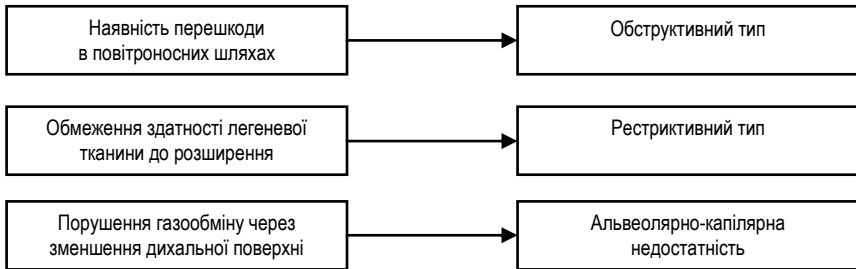 Наявність перешкоди
в повітроносних шляхах
Обструктивний тип
Обмеження здатності легеневої
тканини до розширення
Рестриктивний тип
Порушення газообміну через
зменшення дихальної поверхні
Альвеолярно-капілярна
недостатність